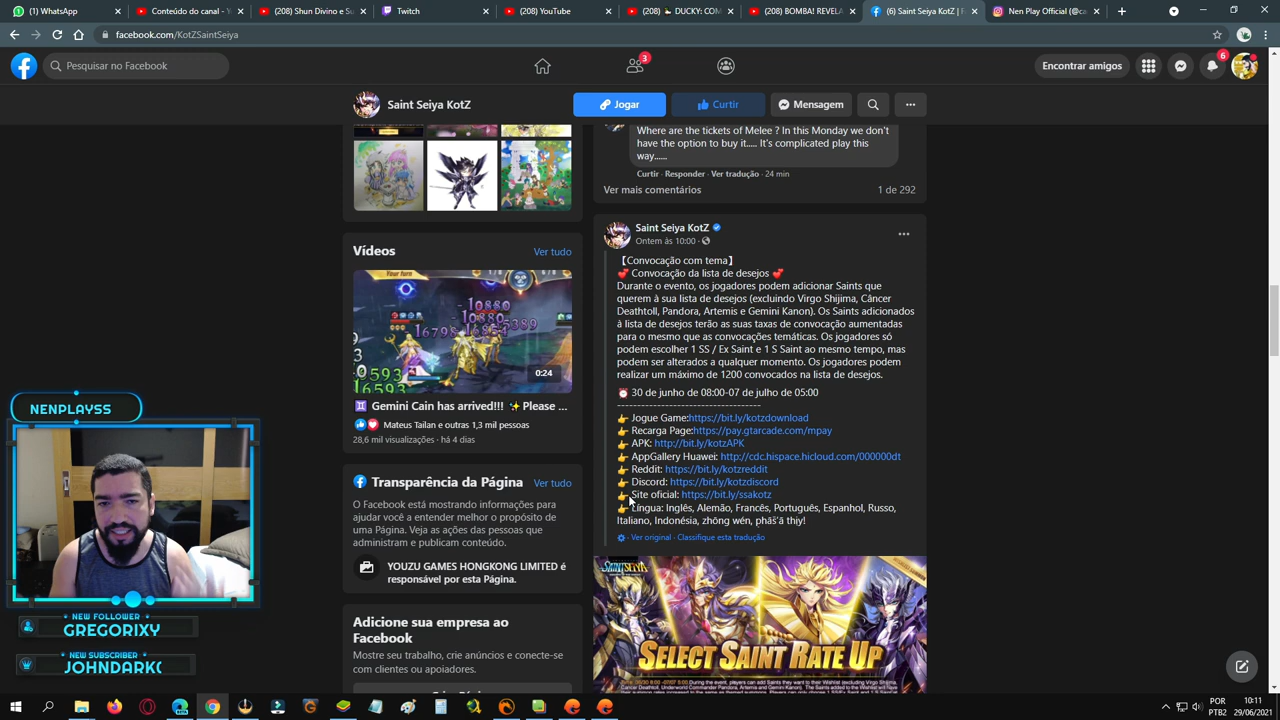 (1) WhatsApp
Conteúdo do canal - Y
(208) Shun Divino e Su
Twitch
(208) YouTube
(208) DUCKY: COM
(208) BOMBA! REVELA
(6) Saint Seiya KotZ | F
Nen Play Official (@ca
facebook.com/KotZSaintSeiya
Pesquisar no Facebook
3
Encontrar amigos
6
Saint Seiya KotZ
Jogar
Curtir
Mensagem
Where are the tickets of Melee ? In this Monday we don't
have the option to buy it..... It's complicated play this
way......
Curtir · Responder · Ver tradução · 24 min
Ver mais comentários
1 de 292
Vídeos
Ver tudo
Your turn
0:24
♊ Gemini Cain has arrived!!! ✨Please ...
Mateus Tailan e outras 1,3 mil pessoas
28,6 mil visualizações · há 4 dias
Transparência da Página
Ver tudo
O Facebook está mostrando informações para
ajudar você a entender melhor o propósito de
uma Página. Veja as ações das pessoas que
administram e publicam conteúdo.
YOUZU GAMES HONGKONG LIMITED é
responsável por esta Página.
Adicione sua empresa ao
Facebook
Mostre seu trabalho, crie anúncios e conecte-se
com clientes ou apoiadores.
Saint Seiya KotZ
Ontem às 10:00 ·
【Convocação com tema】
💕 Convocação da lista de desejos 💕
Durante o evento, os jogadores podem adicionar Saints que
querem à sua lista de desejos (excluindo Virgo Shijima, Câncer
Deathtoll, Pandora, Artemis e Gemini Kanon). Os Saints adicionados
à lista de desejos terão as suas taxas de convocação aumentadas
para o mesmo que as convocações temáticas. Os jogadores só
podem escolher 1 SS / Ex Saint e 1 S Saint ao mesmo tempo, mas
podem ser alterados a qualquer momento. Os jogadores podem
realizar um máximo de 1200 convocados na lista de desejos.
⏰ 30 de junho de 08:00-07 de julho de 05:00
-----------------------------------
👉 Jogue Game:https://bit.ly/kotzdownload
👉 Recarga Page:https://pay.gtarcade.com/mpay
👉 APK: http://bit.ly/kotzAPK
👉 AppGallery Huawei: http://cdc.hispace.hicloud.com/000000dt
👉 Reddit: https://bit.ly/kotzreddit
👉 Discord: https://bit.ly/kotzdiscord
👉 Site oficial: https://bit.ly/ssakotz
👉 Língua: Inglês, Alemão, Francês, Português, Espanhol, Russo,
Italiano, Indonésia, zhōng wén,
Ver original · Classifique esta tradução
SAINT SEIYA
SELECT SAINT RATE UP
NENPLAYSS
NEW FOLLOWER
GREGORIXY
NEW SUBSCRIBER
JOHNDARK
POR
PTB2
10:11
29/06/2021